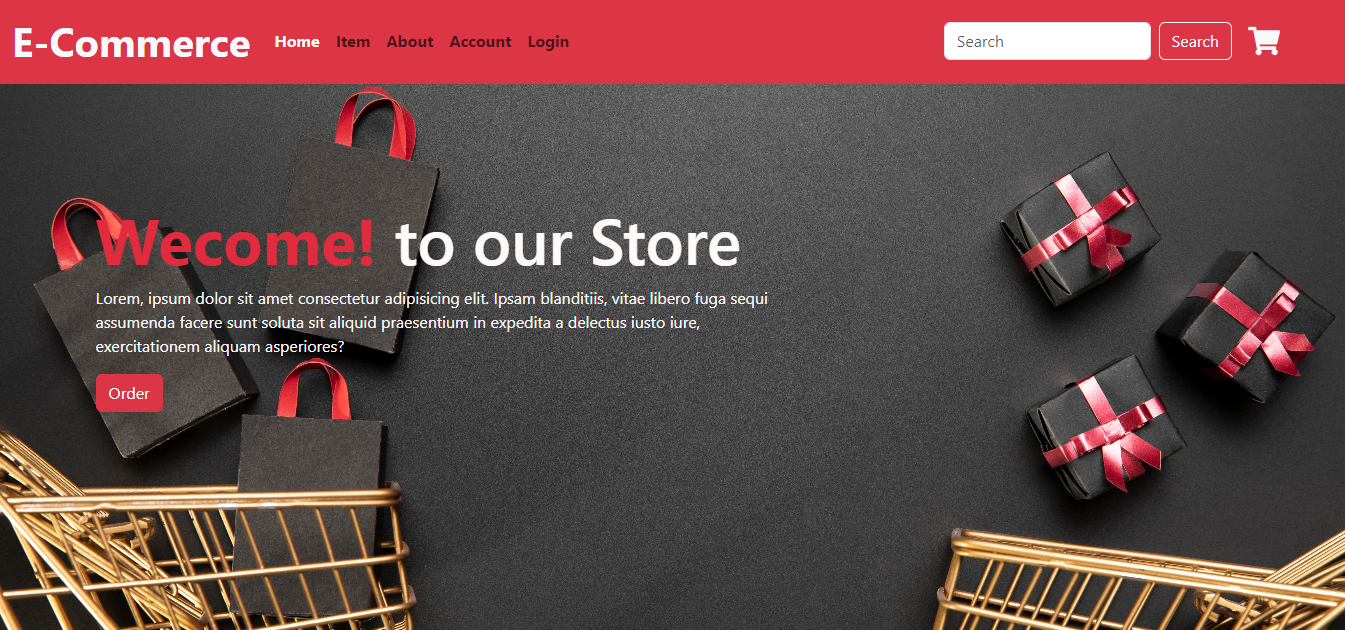 E-Commerce Home Item About Account Login Search Search
Wecome! to our Store
Lorem, ipsum dolor sit amet consectetur adipisicing elit. Ipsam blanditiis, vitae libero fuga sequi
assumenda facere sunt soluta sit aliquid praesentium in expedita a delectus iusto iure,
exercitationem aliquam asperiores?
Order